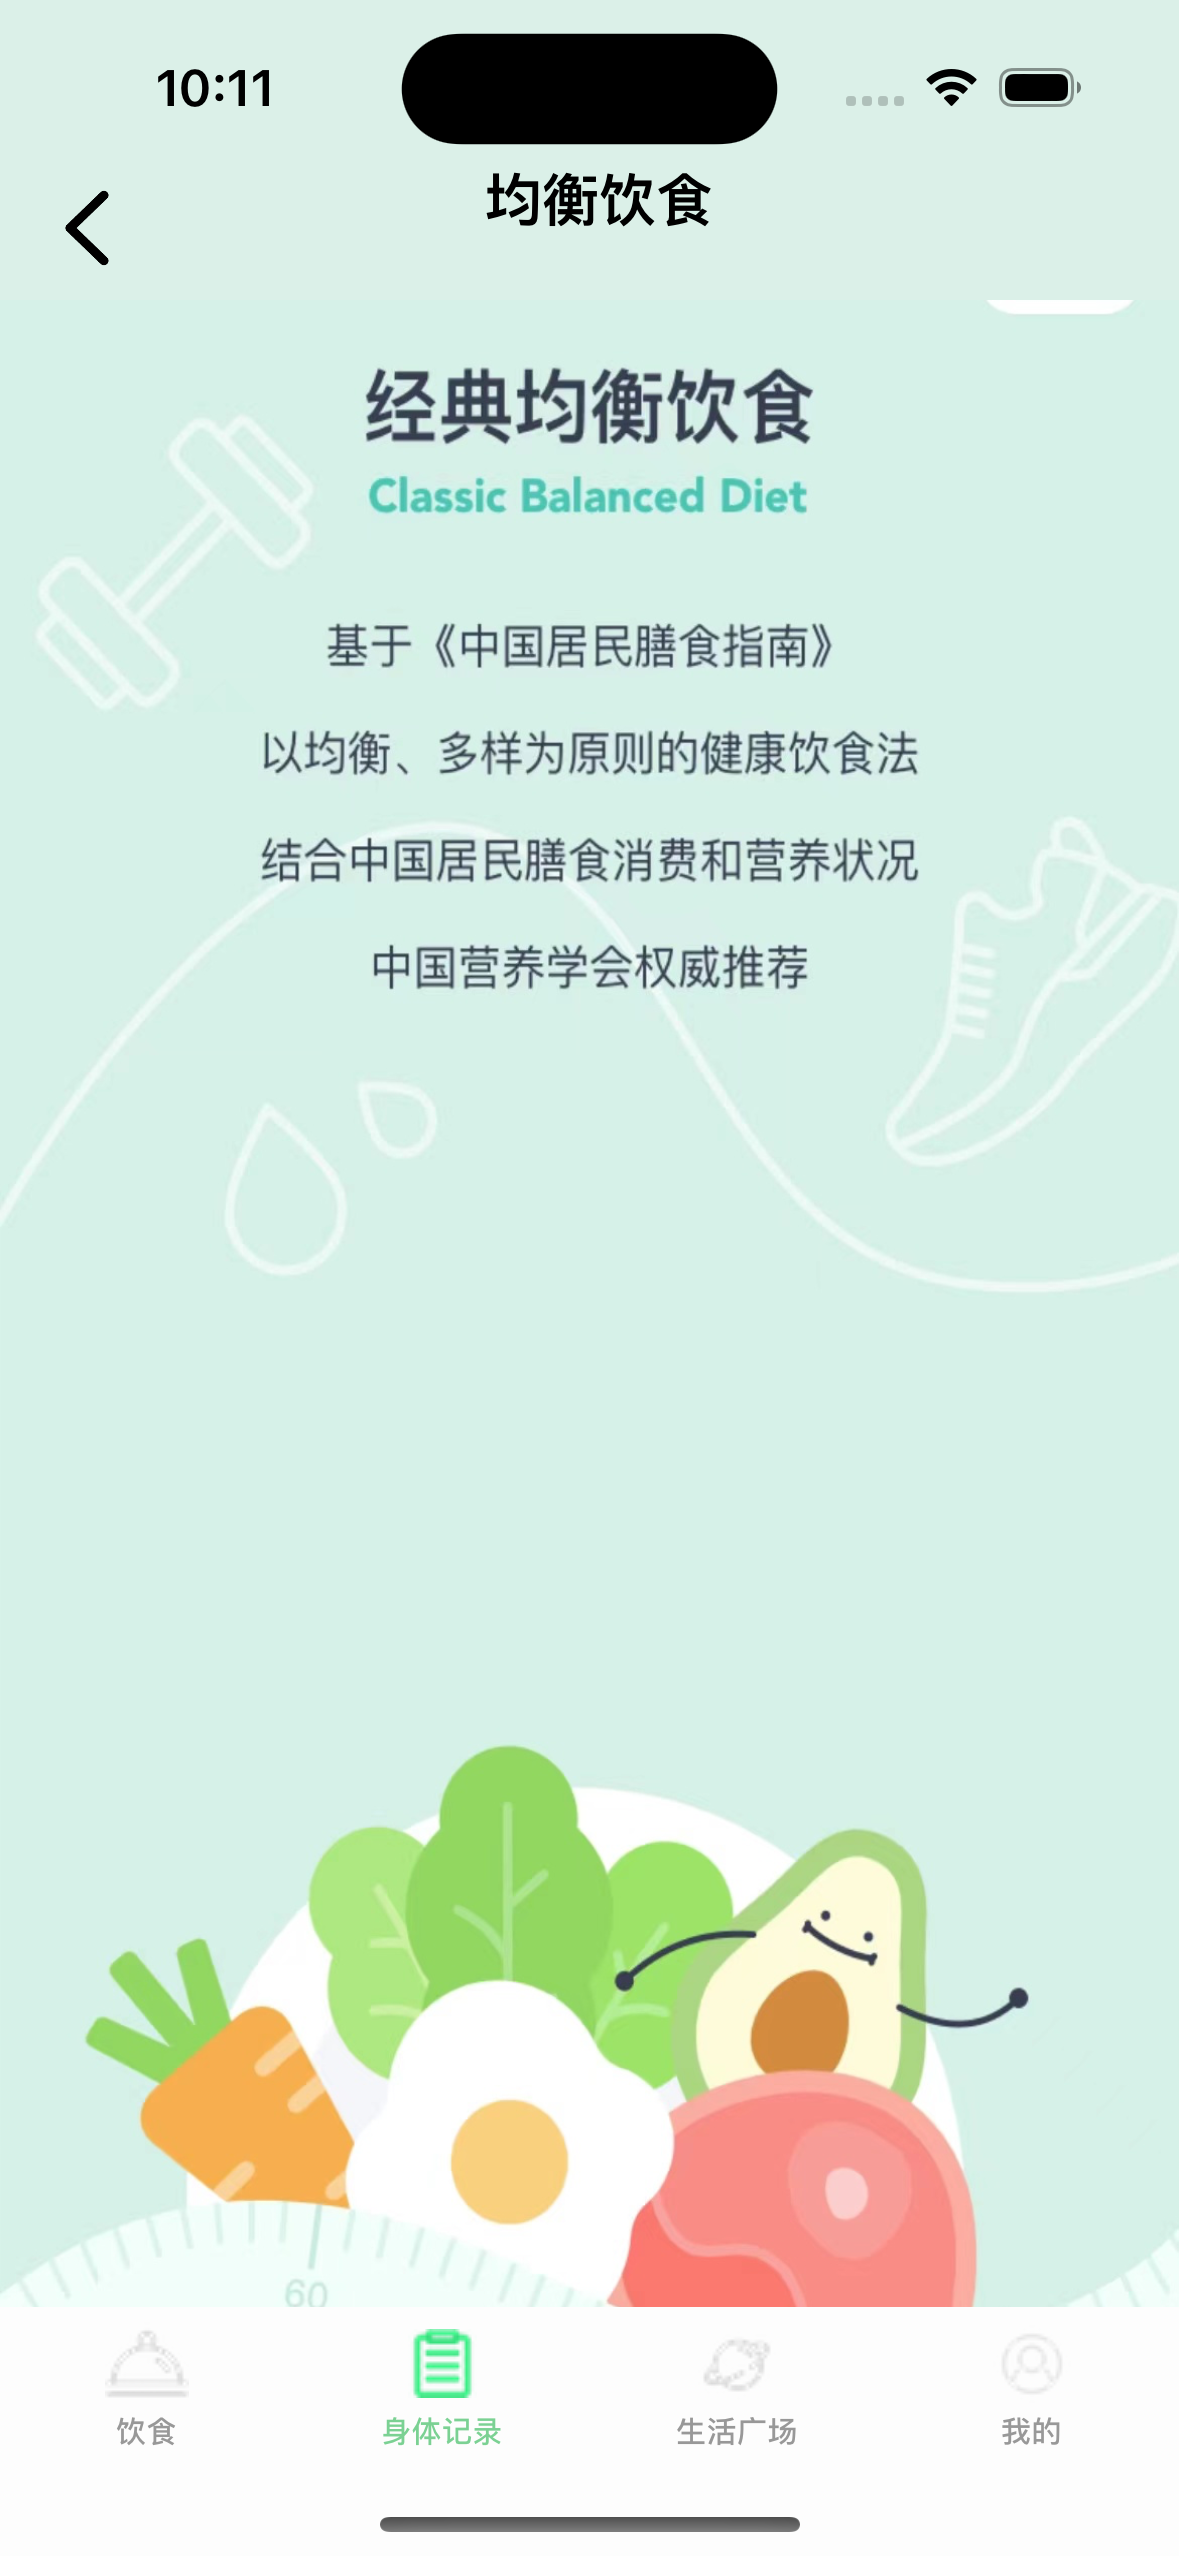 10:11
均衡饮食
经典均衡饮食
Classic Balanced Diet
基于《中国居民膳食指南》
以均衡、多样为原则的健康饮食法
结合中国居民膳食消费和营养状况
中国营养学会权威推荐
60
饮食
身体记录
生活广场
我的